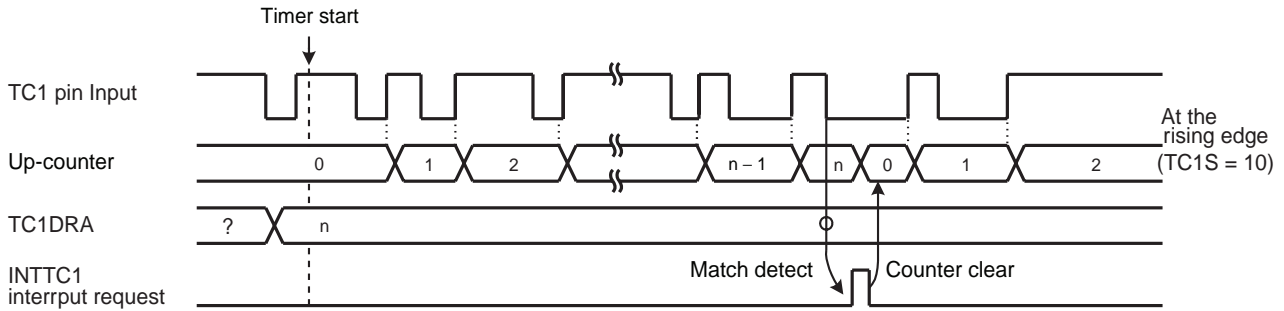 Timer start
TC1 pin Input
At the
rising edge
(TC1S = 10)
Up-counter
0
1
2
n – 1
n
0
1
2
TC1DRA
?
n
Match detect
Counter clear
INTTC1
interrput request